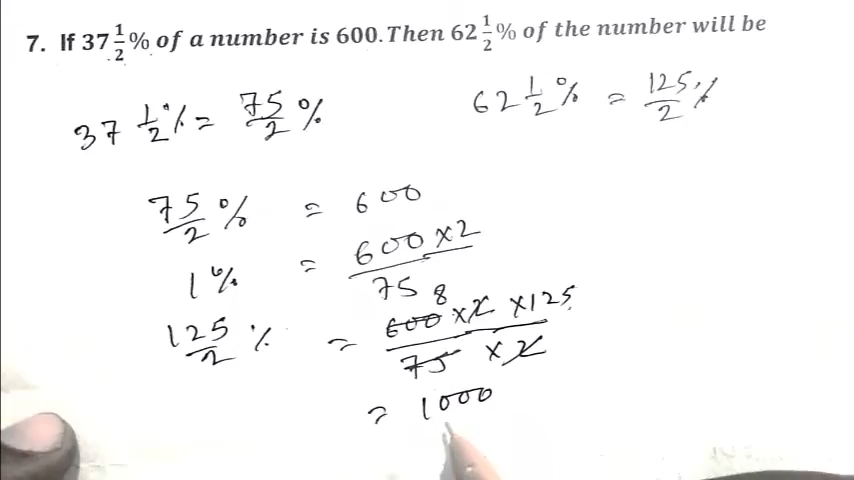 7. If 37 1/2 % of a number is 600. Then 62 1/2 % of the number will be
37 1/2 % = 75/2 %
62 1/2 % = 125/2 %
75/2 % = 600
1 % = 600 × 2 / 75
125/2 % = 600 × 2 × 125 / 75 × 2
8
= 1000